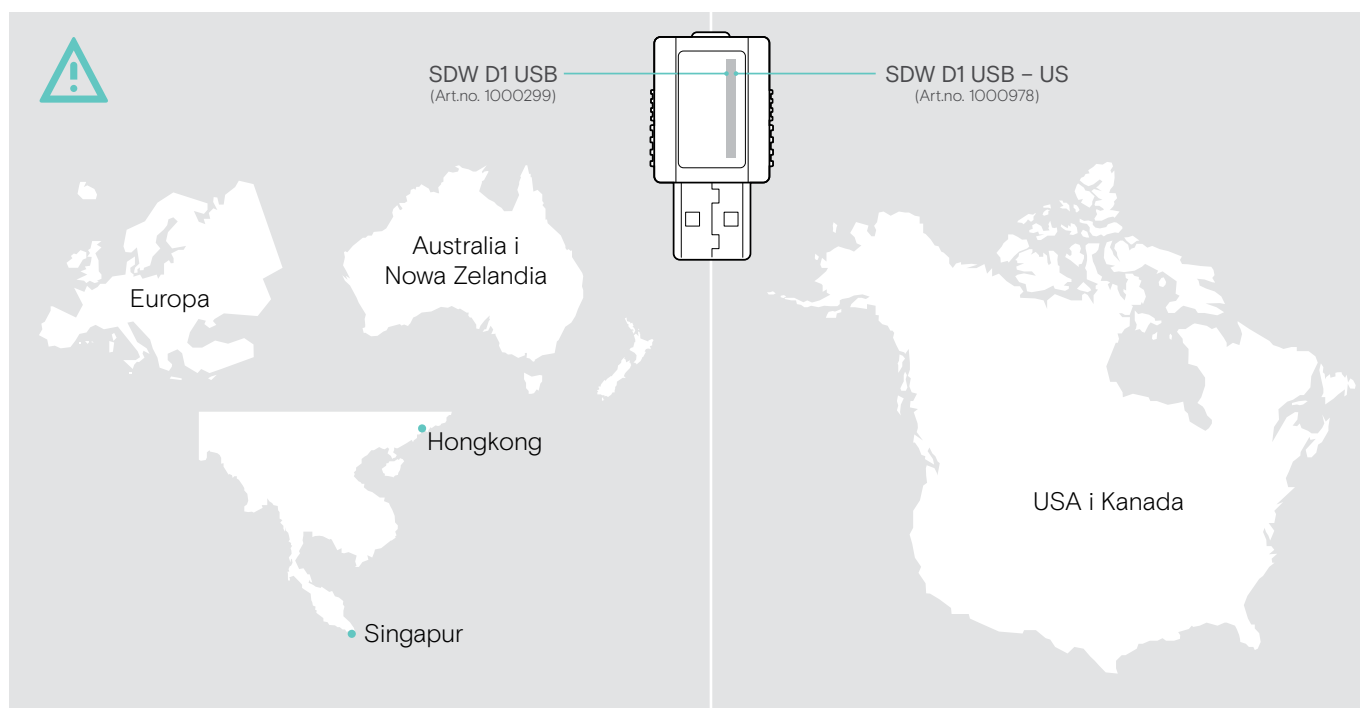 SDW D1 USB
(Art.no. 1000299)
SDW D1 USB – US
(Art.no. 1000978)
Europa
Australia i
Nowa Zelandia
Hongkong
Singapur
USA i Kanada